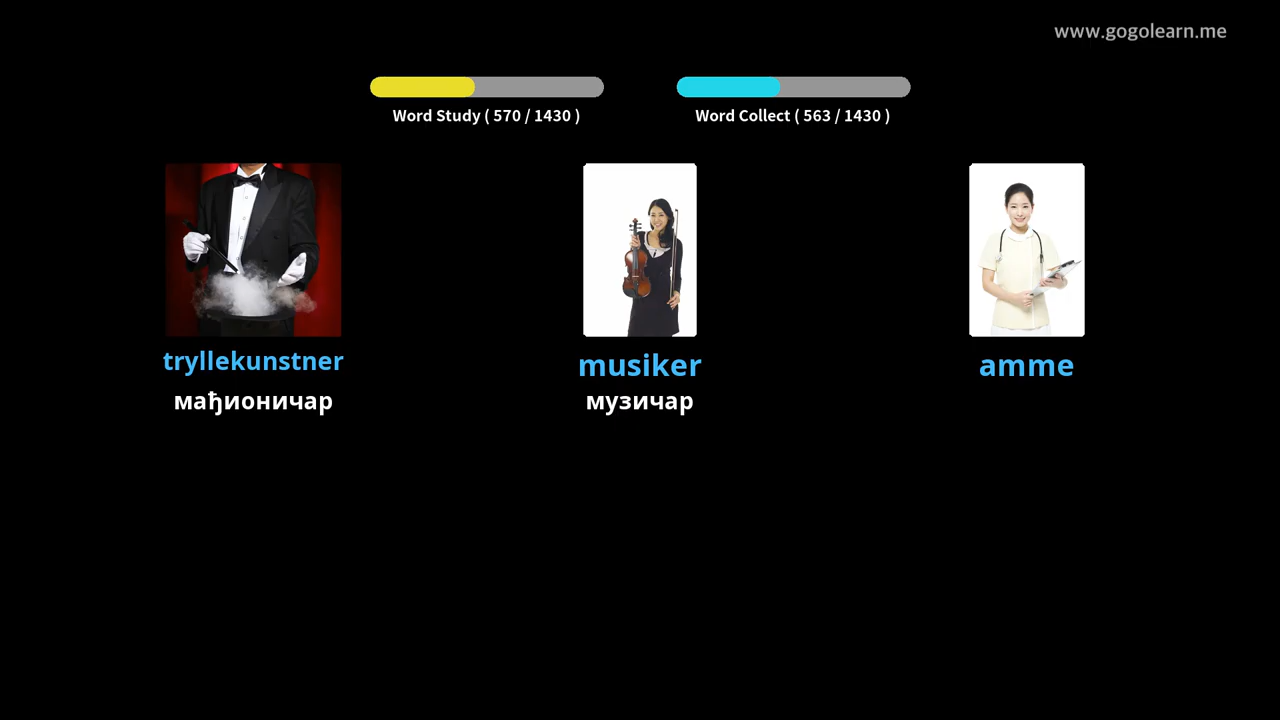 www.gogolearn.me
Word Study ( 570 / 1430 )
Word Collect ( 563 / 1430 )
tryllekunstner
musiker
amme
мађионичар
музичар